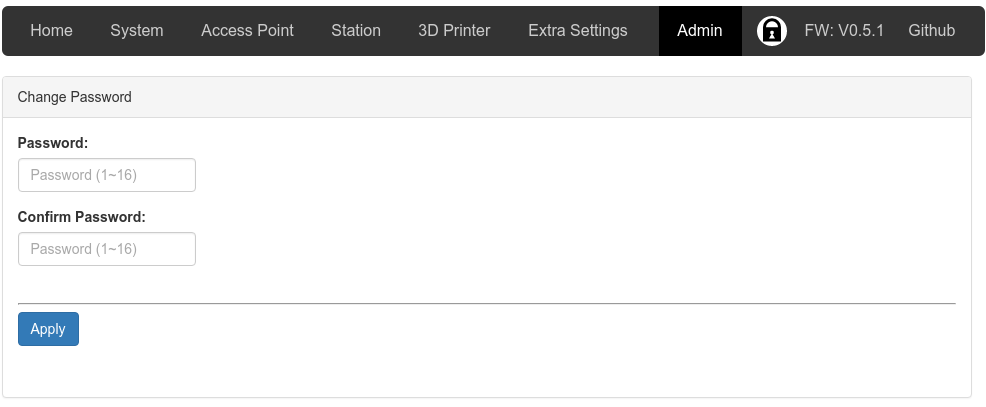 Home System Access Point Station 3D Printer Extra Settings Admin FW: V0.5.1 Github
Change Password
Password:
Password (1~16)
Confirm Password:
Password (1~16)
Apply